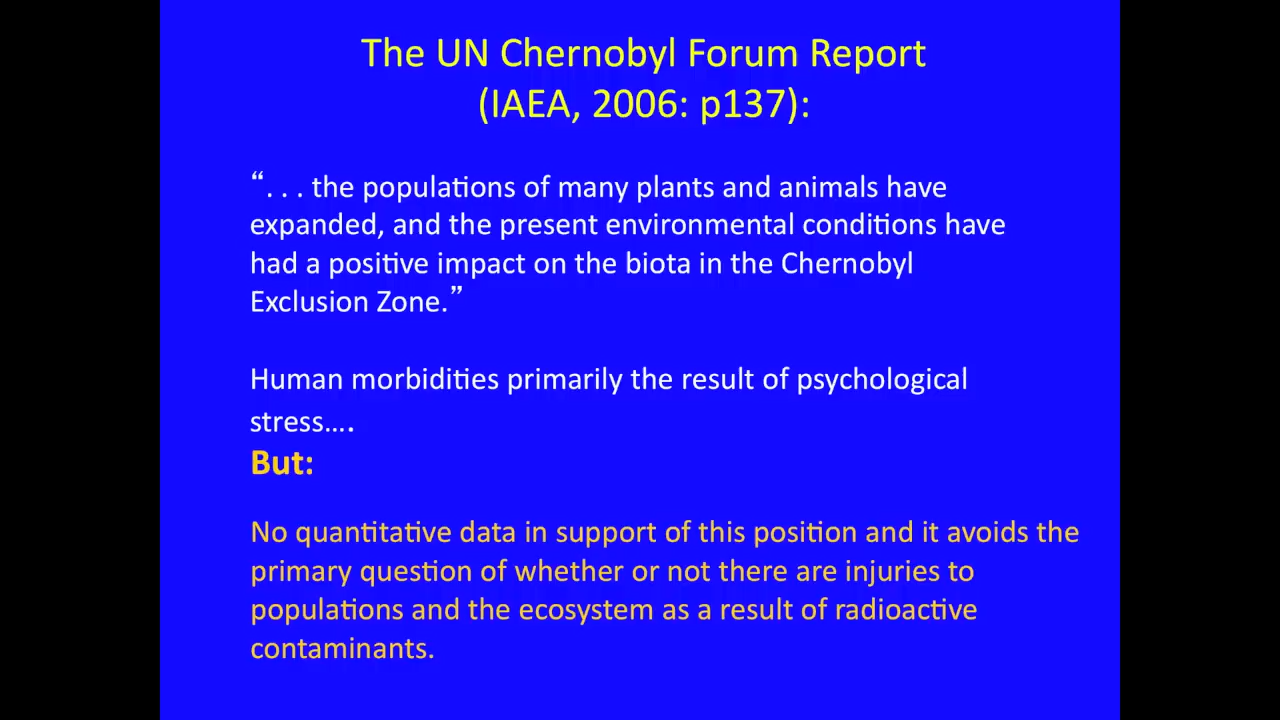 The UN Chernobyl Forum Report
(IAEA, 2006: p137):
“. . . the populations of many plants and animals have
expanded, and the present environmental conditions have
had a positive impact on the biota in the Chernobyl
Exclusion Zone.”
Human morbidities primarily the result of psychological
stress….
But:
No quantitative data in support of this position and it avoids the
primary question of whether or not there are injuries to
populations and the ecosystem as a result of radioactive
contaminants.